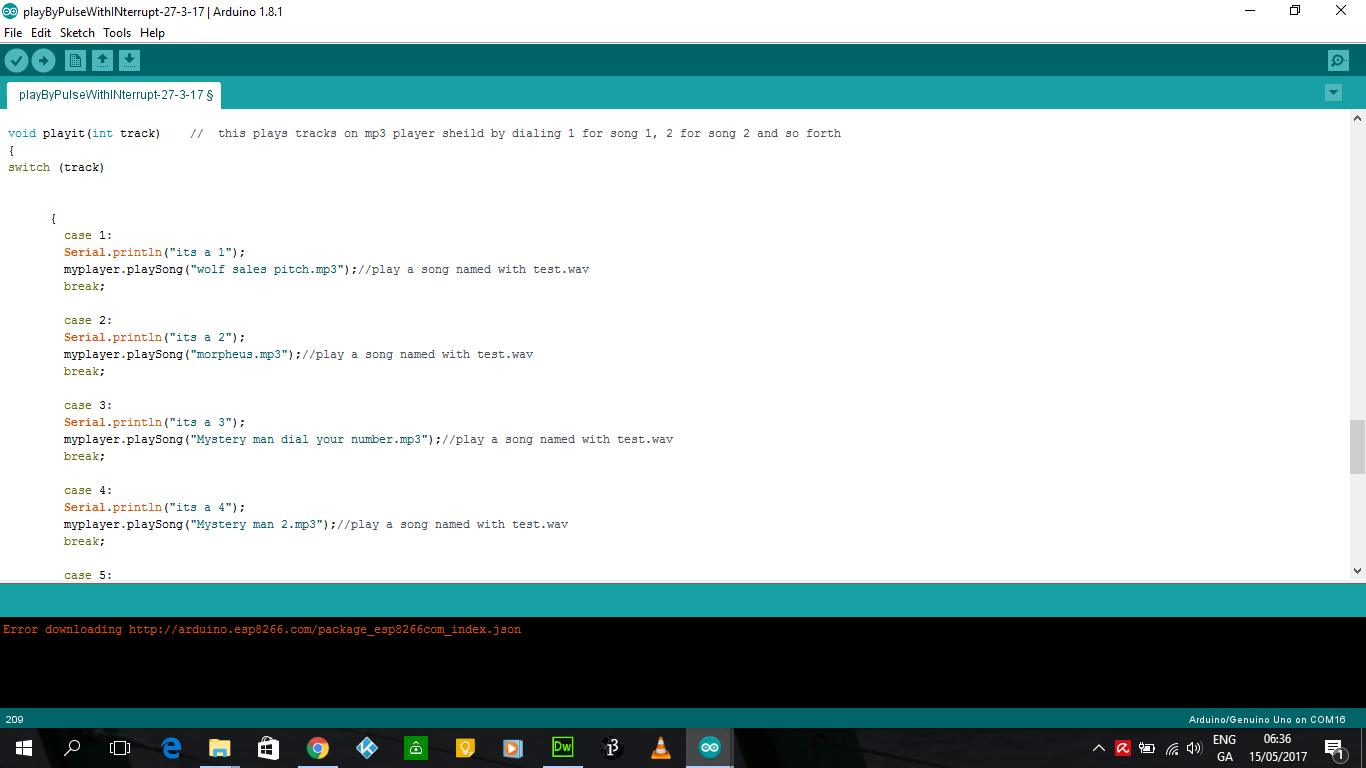 playByPulseWithINterrupt-27-3-17 | Arduino 1.8.1
File Edit Sketch Tools Help
playByPulseWithINterrupt-27-3-17 §
void playit(int track)    //  this plays tracks on mp3 player sheild by dialing 1 for song 1, 2 for song 2 and so forth
{
switch (track)
{
case 1:
Serial.println("its a 1");
myplayer.playSong("wolf sales pitch.mp3");//play a song named with test.wav
break;
case 2:
Serial.println("its a 2");
myplayer.playSong("morpheus.mp3");//play a song named with test.wav
break;
case 3:
Serial.println("its a 3");
myplayer.playSong("Mystery man dial your number.mp3");//play a song named with test.wav
break;
case 4:
Serial.println("its a 4");
myplayer.playSong("Mystery man 2.mp3");//play a song named with test.wav
break;
case 5:
Error downloading http://arduino.esp8266.com/package_esp8266com_index.json
209
Arduino/Genuino Uno on COM16
Dw
ENG
GA
06:36
15/05/2017
1